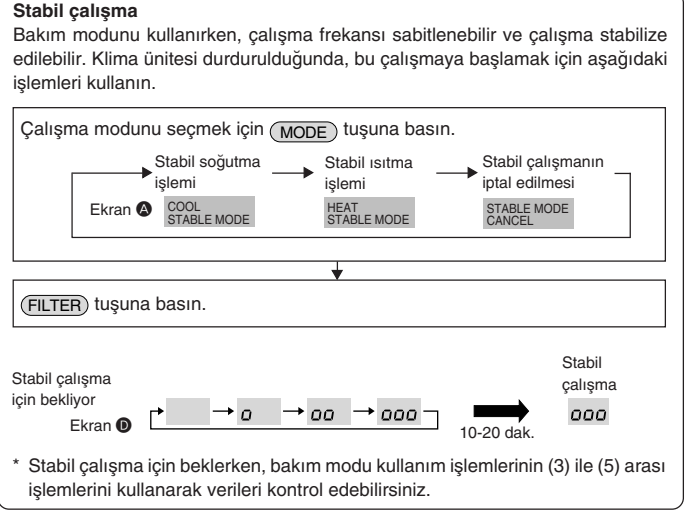 Stabil çalışma
Bakım modunu kullanırken, çalışma frekansı sabitlenebilir ve çalışma stabilize
edilebilir. Klima ünitesi durdurulduğunda, bu çalışmaya başlamak için aşağıdaki
işlemleri kullanın.
Çalışma modunu seçmek için MODE tuşuna basın.
Stabil soğutma
işlemi
Stabil ısıtma
işlemi
Stabil çalışmanın
iptal edilmesi
Ekran A
COOL
STABLE MODE
HEAT
STABLE MODE
STABLE MODE
CANCEL
FILTER tuşuna basın.
Stabil çalışma
için bekliyor
Ekran D
o
oo
ooo
10-20 dak.
Stabil
çalışma
ooo
* Stabil çalışma için beklerken, bakım modu kullanım işlemlerinin (3) ile (5) arası
işlemlerini kullanarak verileri kontrol edebilirsiniz.